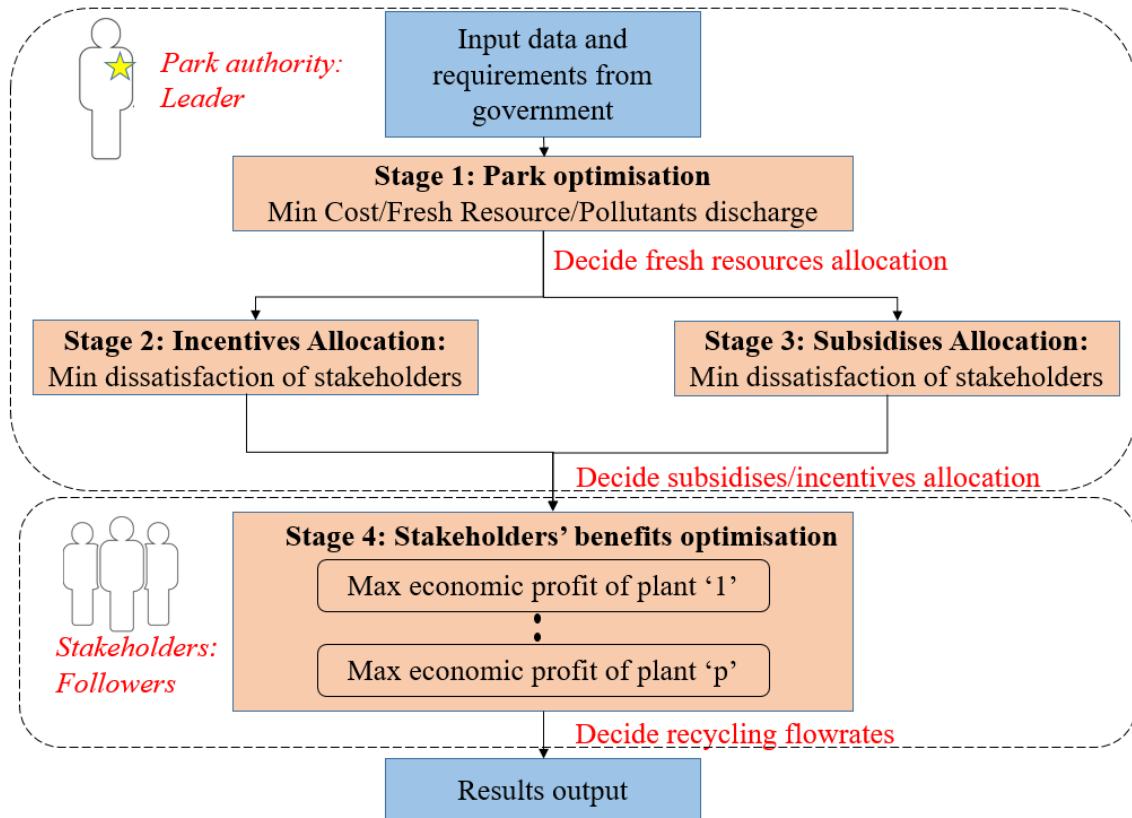 Park authority:
Leader
Input data and
requirements from
government
Stage 1: Park optimisation
Min Cost/Fresh Resource/Pollutants discharge
Decide fresh resources allocation
Stage 2: Incentives Allocation:
Min dissatisfaction of stakeholders
Stage 3: Subsidises Allocation:
Min dissatisfaction of stakeholders
Decide subsidises/incentives allocation
Stage 4: Stakeholders’ benefits optimisation
Max economic profit of plant ‘1’
Max economic profit of plant ‘p’
Stakeholders:
Followers
Decide recycling flowrates
Results output